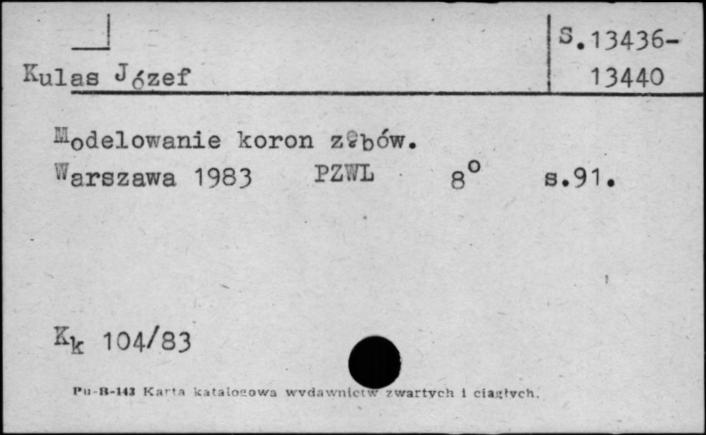 S.13436-
Kulas Józef 13440
Modelowanie koron zębów.
Warszawa 1983 PZWL 8° s.91.
Kk 104/83
Pu-B-143 Karta katalogowa wydawnictw zwartych i ciągłych.